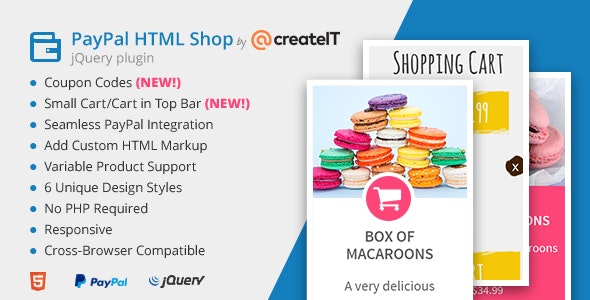 PayPal HTML Shop by @createIT
jQuery plugin
Coupon Codes (NEW!)
Small Cart/Cart in Top Bar (NEW!)
Seamless PayPal Integration
Add Custom HTML Markup
Variable Product Support
6 Unique Design Styles
No PHP Required
Responsive
Cross-Browser Compatible
5 PayPal jQuery
BOX OF
MACAROONS
A very delicious
SHOPPING CART
99
x
ONS
aroons
$34.99